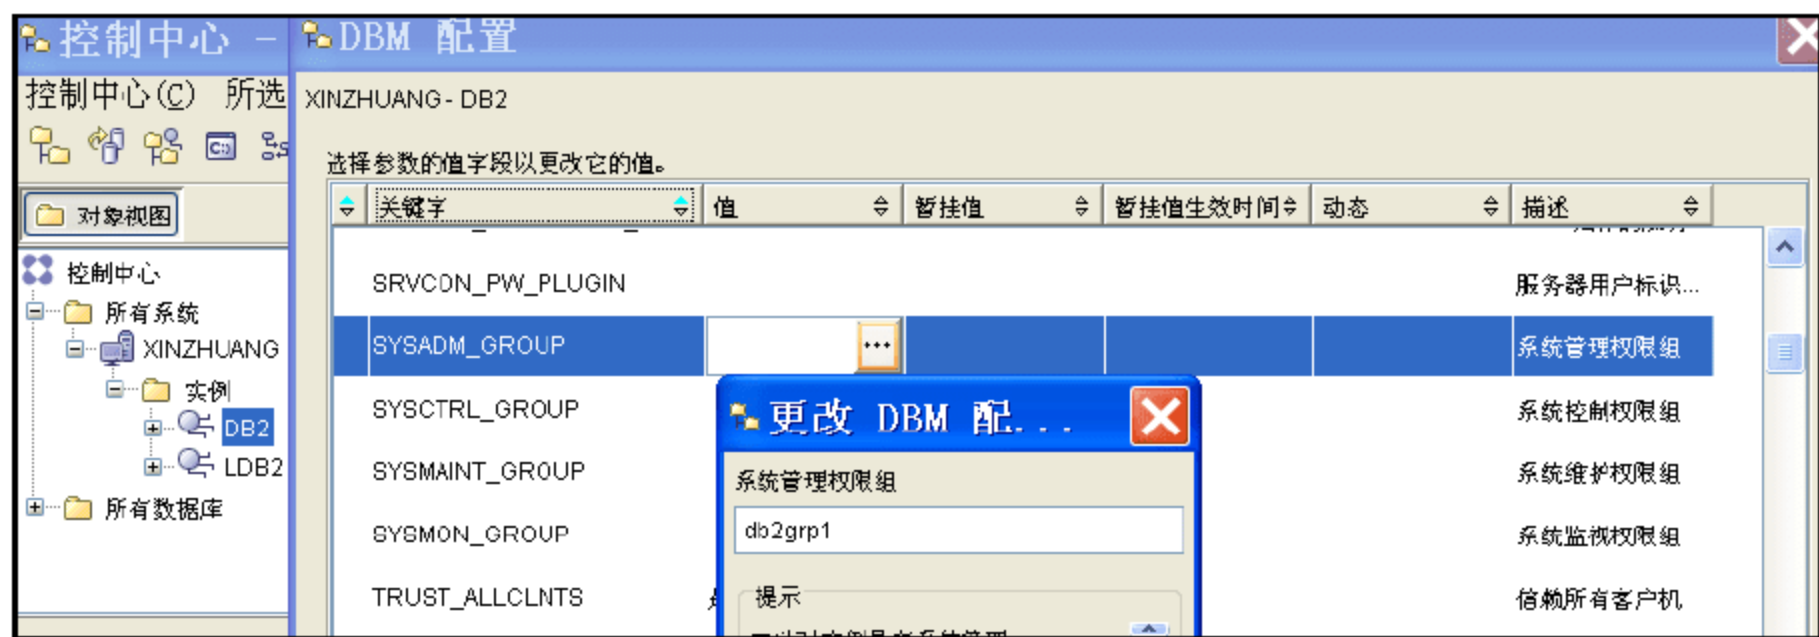 控制中心 -
DBM 配置
控制中心(C) 所选
XINZHUANG - DB2
选择参数的值字段以更改它的值。
对象视图
关键字 值 暂挂值 暂挂值生效时间 动态 描述
控制中心
所有系统
XINZHUANG
实例
DB2
LDB2
所有数据库
SRVCON_PW_PLUGIN 服务器用户标识...
SYSADM_GROUP ... 系统管理权限组
SYSCTRL_GROUP 系统控制权限组
SYSMAINT_GROUP 系统维护权限组
SYSMON_GROUP 系统监视权限组
TRUST_ALLCLNTS 信赖所有客户机
更改 DBM 配...
系统管理权限组
db2grp1
提示